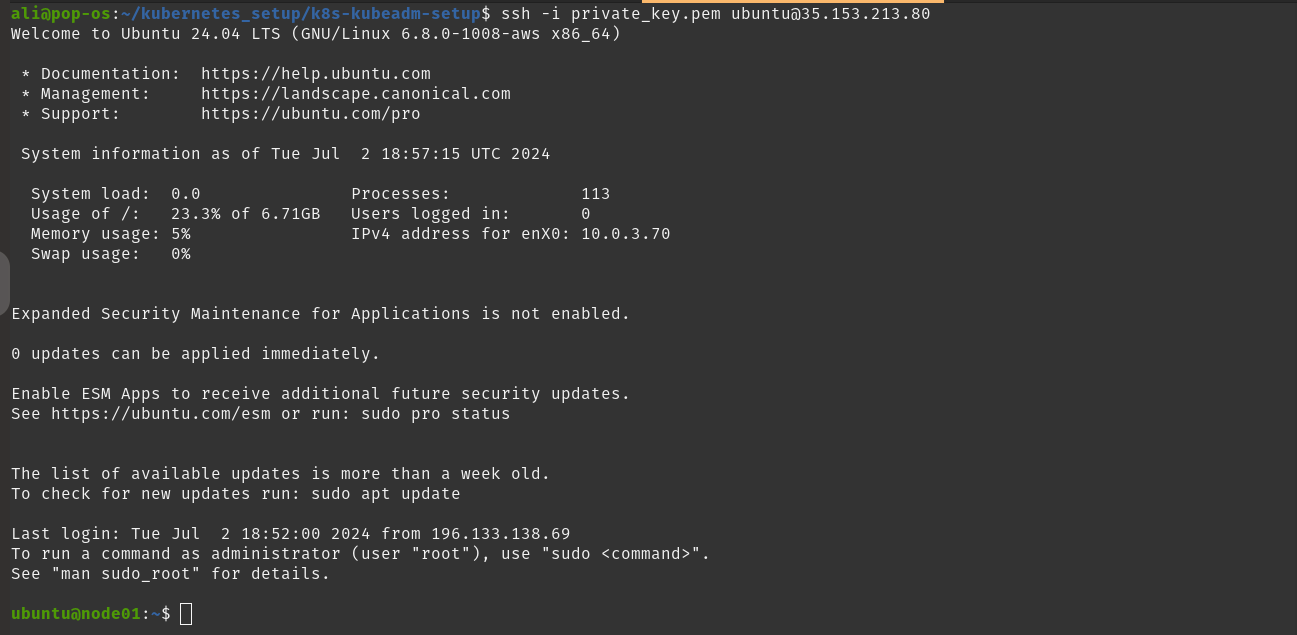 ali@pop-os:~/kubernetes_setup/k8s-kubeadm-setup$ ssh -i private_key.pem ubuntu@35.153.213.80
Welcome to Ubuntu 24.04 LTS (GNU/Linux 6.8.0-1008-aws x86_64)

 * Documentation:  https://help.ubuntu.com
 * Management:     https://landscape.canonical.com
 * Support:        https://ubuntu.com/pro

 System information as of Tue Jul  2 18:57:15 UTC 2024

  System load:  0.0               Processes:             113
  Usage of /:   23.3% of 6.71GB   Users logged in:       0
  Memory usage: 5%                IPv4 address for enX0: 10.0.3.70
  Swap usage:   0%


Expanded Security Maintenance for Applications is not enabled.

0 updates can be applied immediately.

Enable ESM Apps to receive additional future security updates.
See https://ubuntu.com/esm or run: sudo pro status


The list of available updates is more than a week old.
To check for new updates run: sudo apt update

Last login: Tue Jul  2 18:52:00 2024 from 196.133.138.69
To run a command as administrator (user "root"), use "sudo <command>".
See "man sudo_root" for details.

ubuntu@node01:~$